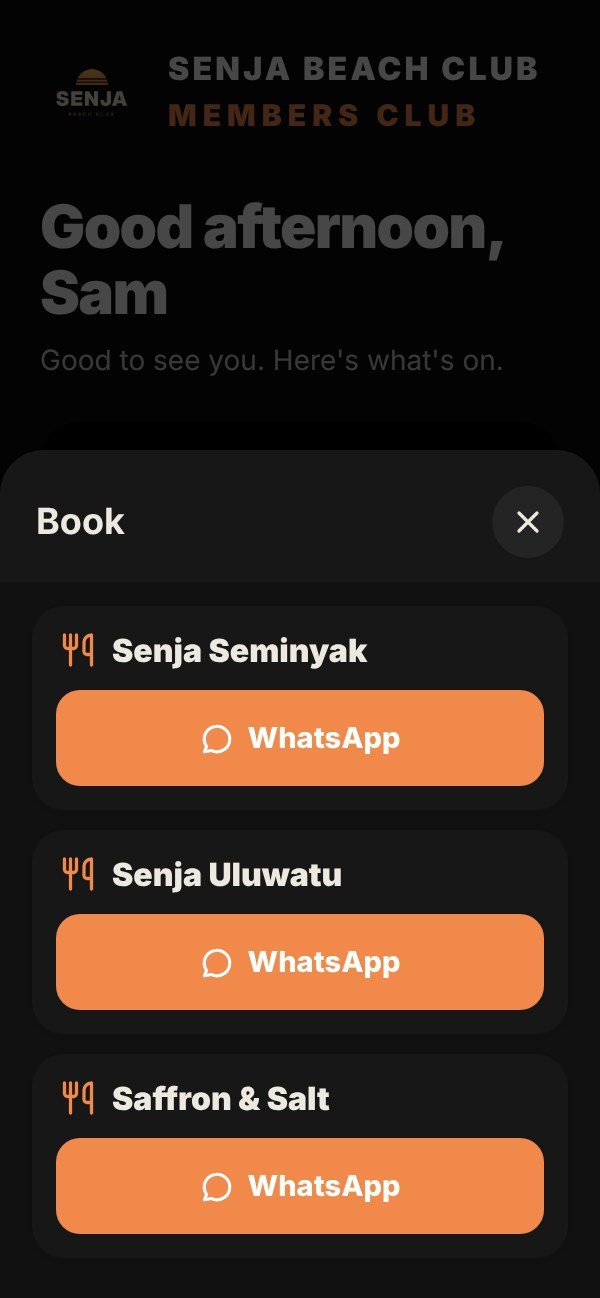 SENJA
BEACH CLUB
SENJA BEACH CLUB
MEMBERS CLUB
Good afternoon,
Sam
Good to see you. Here's what's on.
Book
Senja Seminyak
WhatsApp
Senja Uluwatu
WhatsApp
Saffron & Salt
WhatsApp